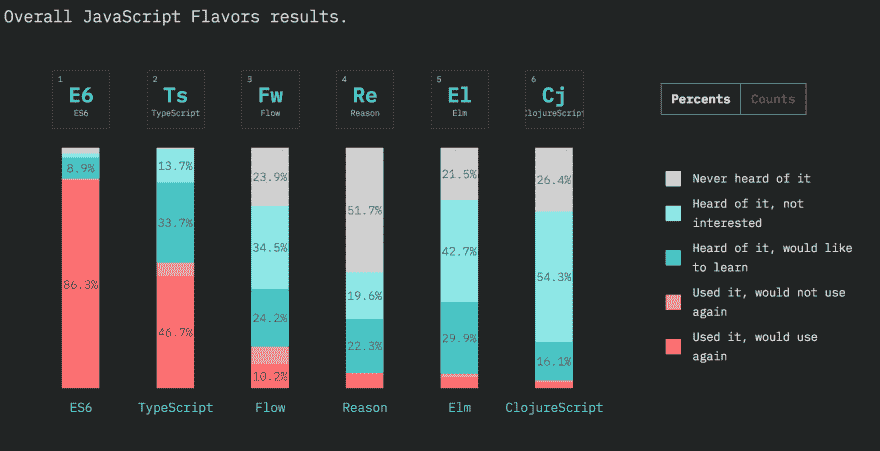 Overall JavaScript Flavors results.
1
E6
ES6
2
Ts
TypeScript
3
Fw
Flow
4
Re
Reason
5
El
Elm
6
Cj
ClojureScript
Percents
Counts
8.9%
86.3%
13.7%
33.7%
46.7%
23.9%
34.5%
24.2%
10.2%
51.7%
19.6%
22.3%
21.5%
42.7%
29.9%
26.4%
54.3%
16.1%
Never heard of it
Heard of it, not
interested
Heard of it, would like
to learn
Used it, would not use
again
Used it, would use
again
ES6
TypeScript
Flow
Reason
Elm
ClojureScript